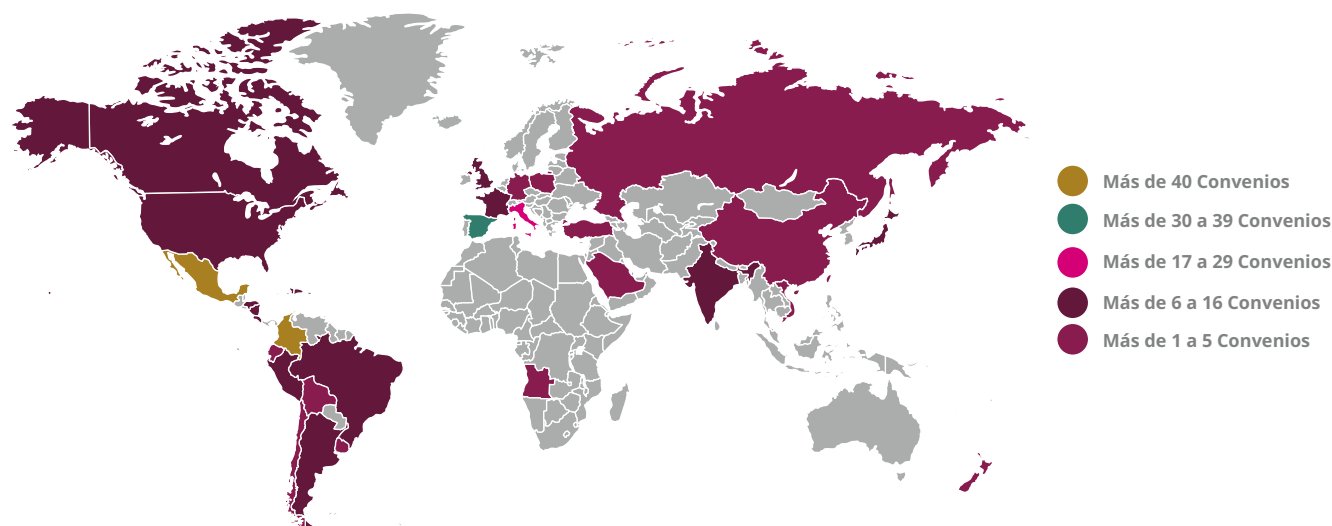 Más de 40 Convenios
Más de 30 a 39 Convenios
Más de 17 a 29 Convenios
Más de 6 a 16 Convenios
Más de 1 a 5 Convenios